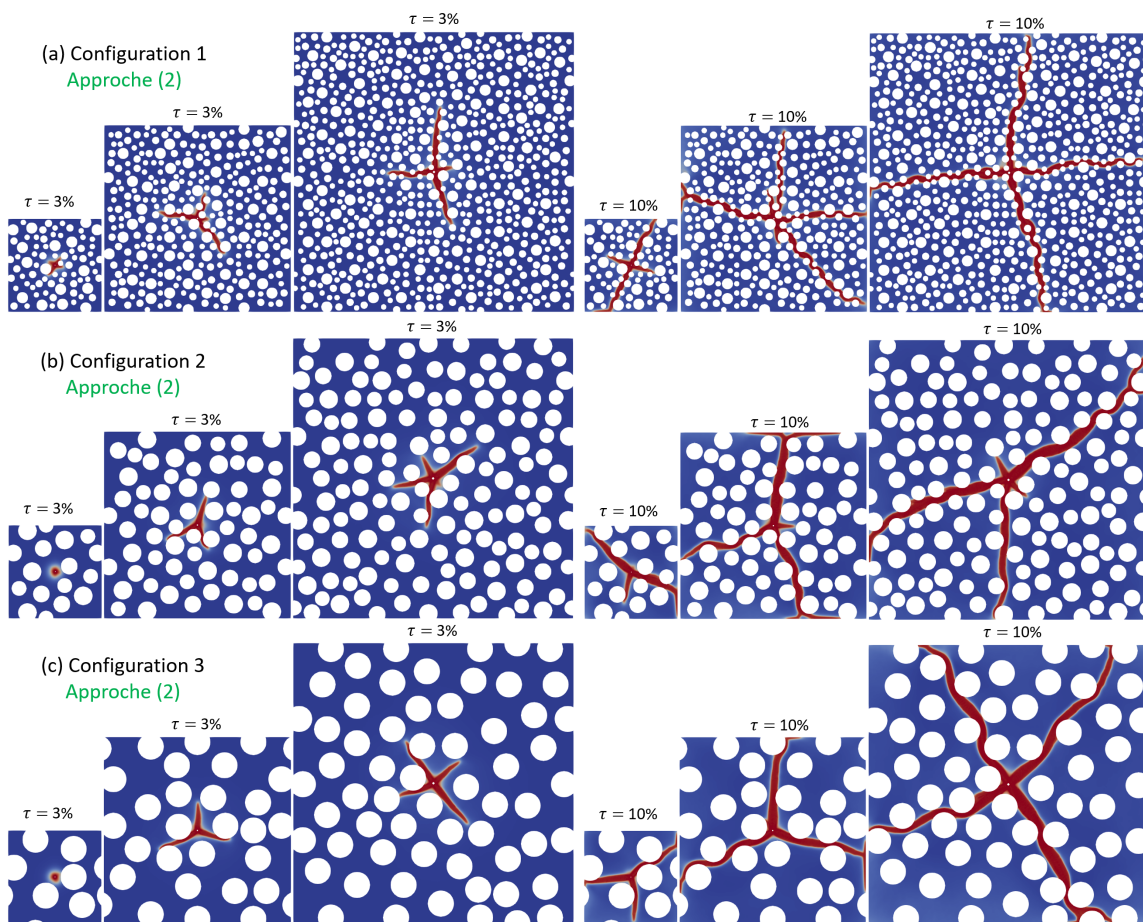 τ = 3%
τ = 10%
(a) Configuration 1
Approche (2)
τ = 3%
τ = 10%
τ = 3%
τ = 10%
τ = 3%
τ = 10%
(b) Configuration 2
Approche (2)
τ = 3%
τ = 10%
τ = 3%
τ = 10%
τ = 3%
τ = 10%
(c) Configuration 3
Approche (2)
τ = 3%
τ = 10%
τ = 3%
τ = 10%